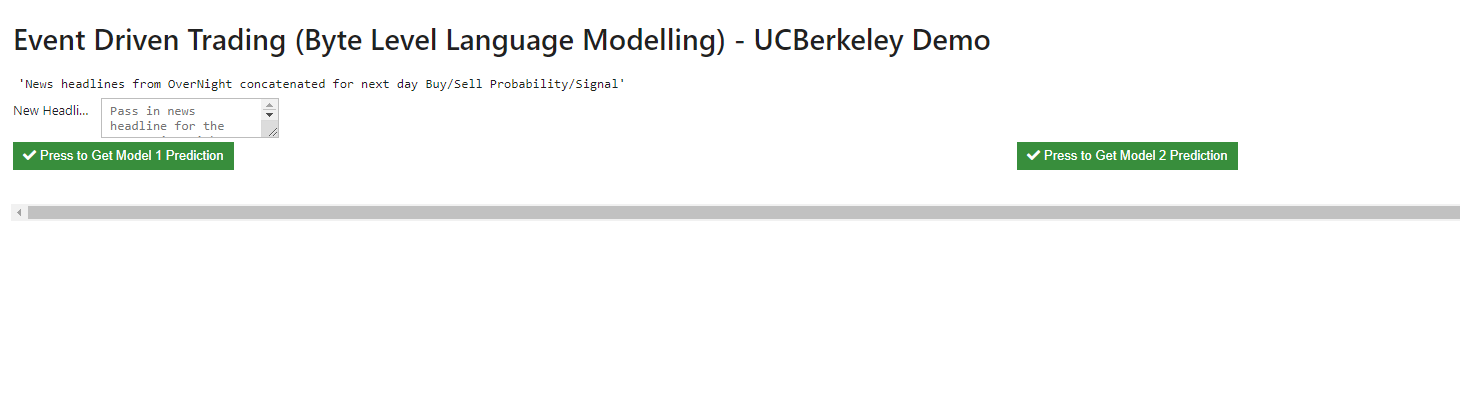 Event Driven Trading (Byte Level Language Modelling) - UCBerkeley Demo
'News headlines from OverNight concatenated for next day Buy/Sell Probability/Signal'
New Headli...
Pass in news
headline for the
Press to Get Model 1 Prediction
Press to Get Model 2 Prediction